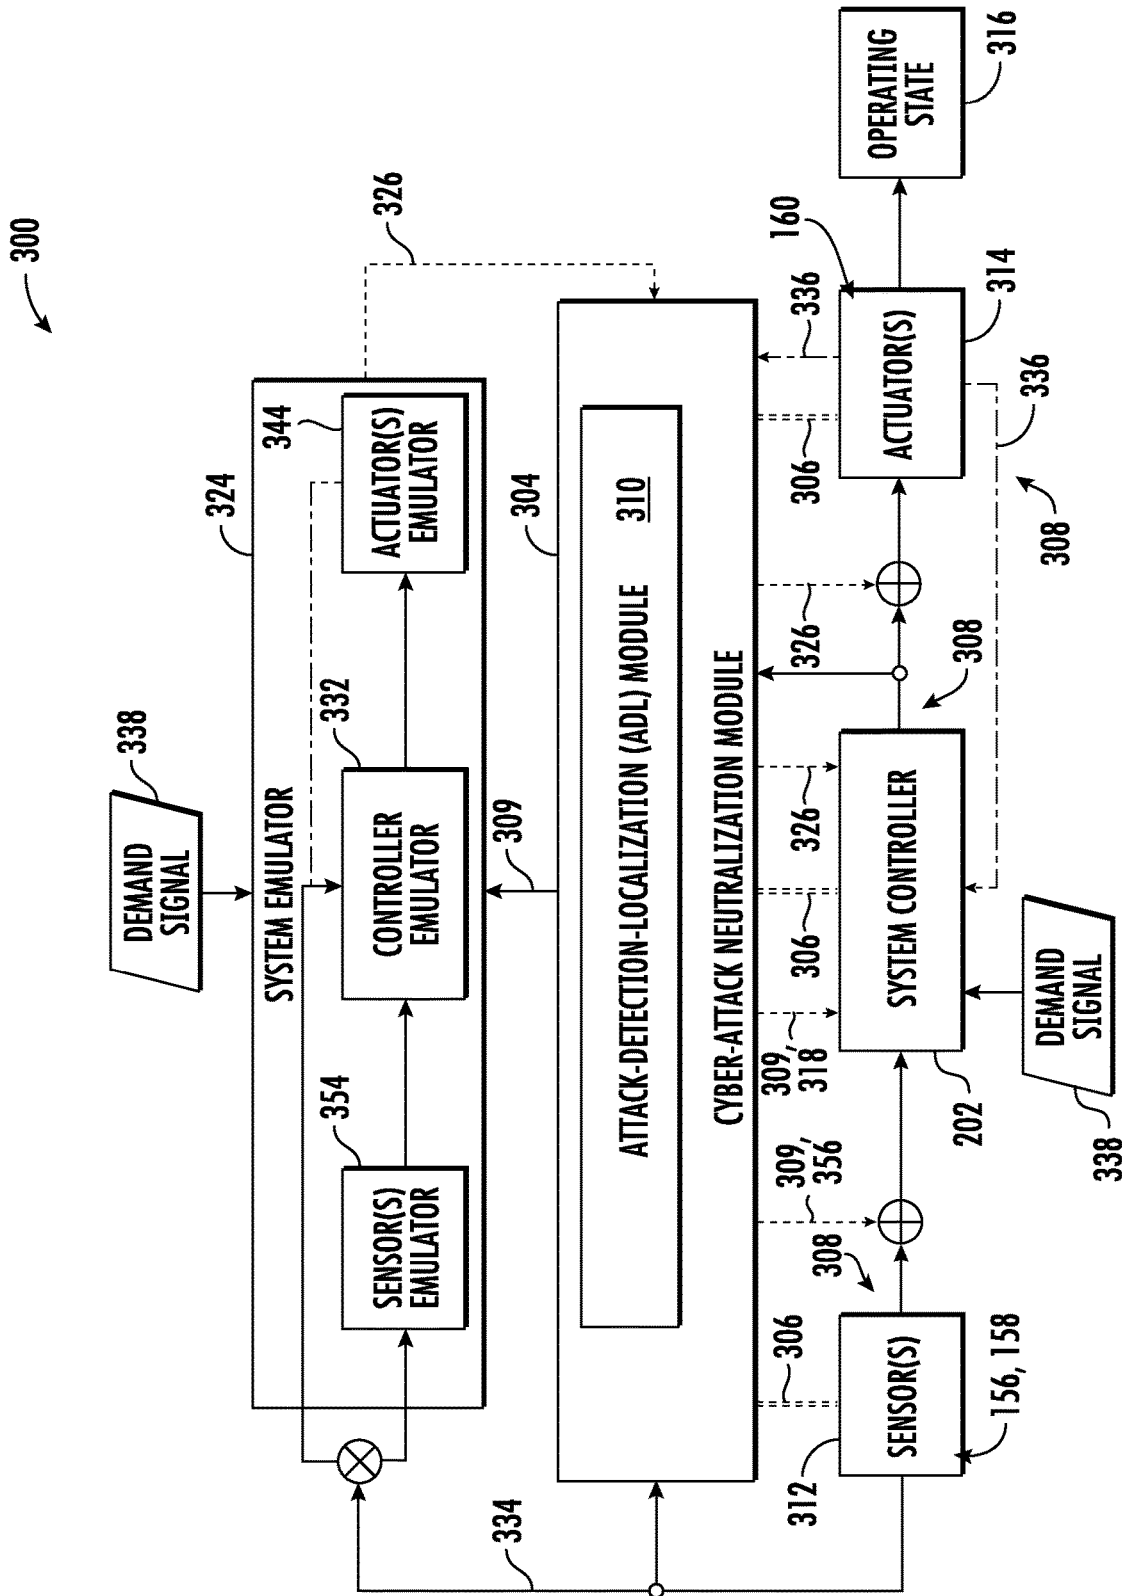 300
338
DEMAND
SIGNAL
324
326
SYSTEM EMULATOR
344
354
332
SENSOR(S)
EMULATOR
CONTROLLER
EMULATOR
ACTUATOR(S)
EMULATOR
334
309
304
ATTACK-DETECTION-LOCALIZATION (ADL) MODULE
310
CYBER-ATTACK NEUTRALIZATION MODULE
306
309,
356
309,
318
306
326
326
306
336
160
312
308
308
SENSOR(S)
SYSTEM CONTROLLER
ACTUATOR(S)
OPERATING
STATE
156, 158
202
314
316
336
308
DEMAND
SIGNAL
338